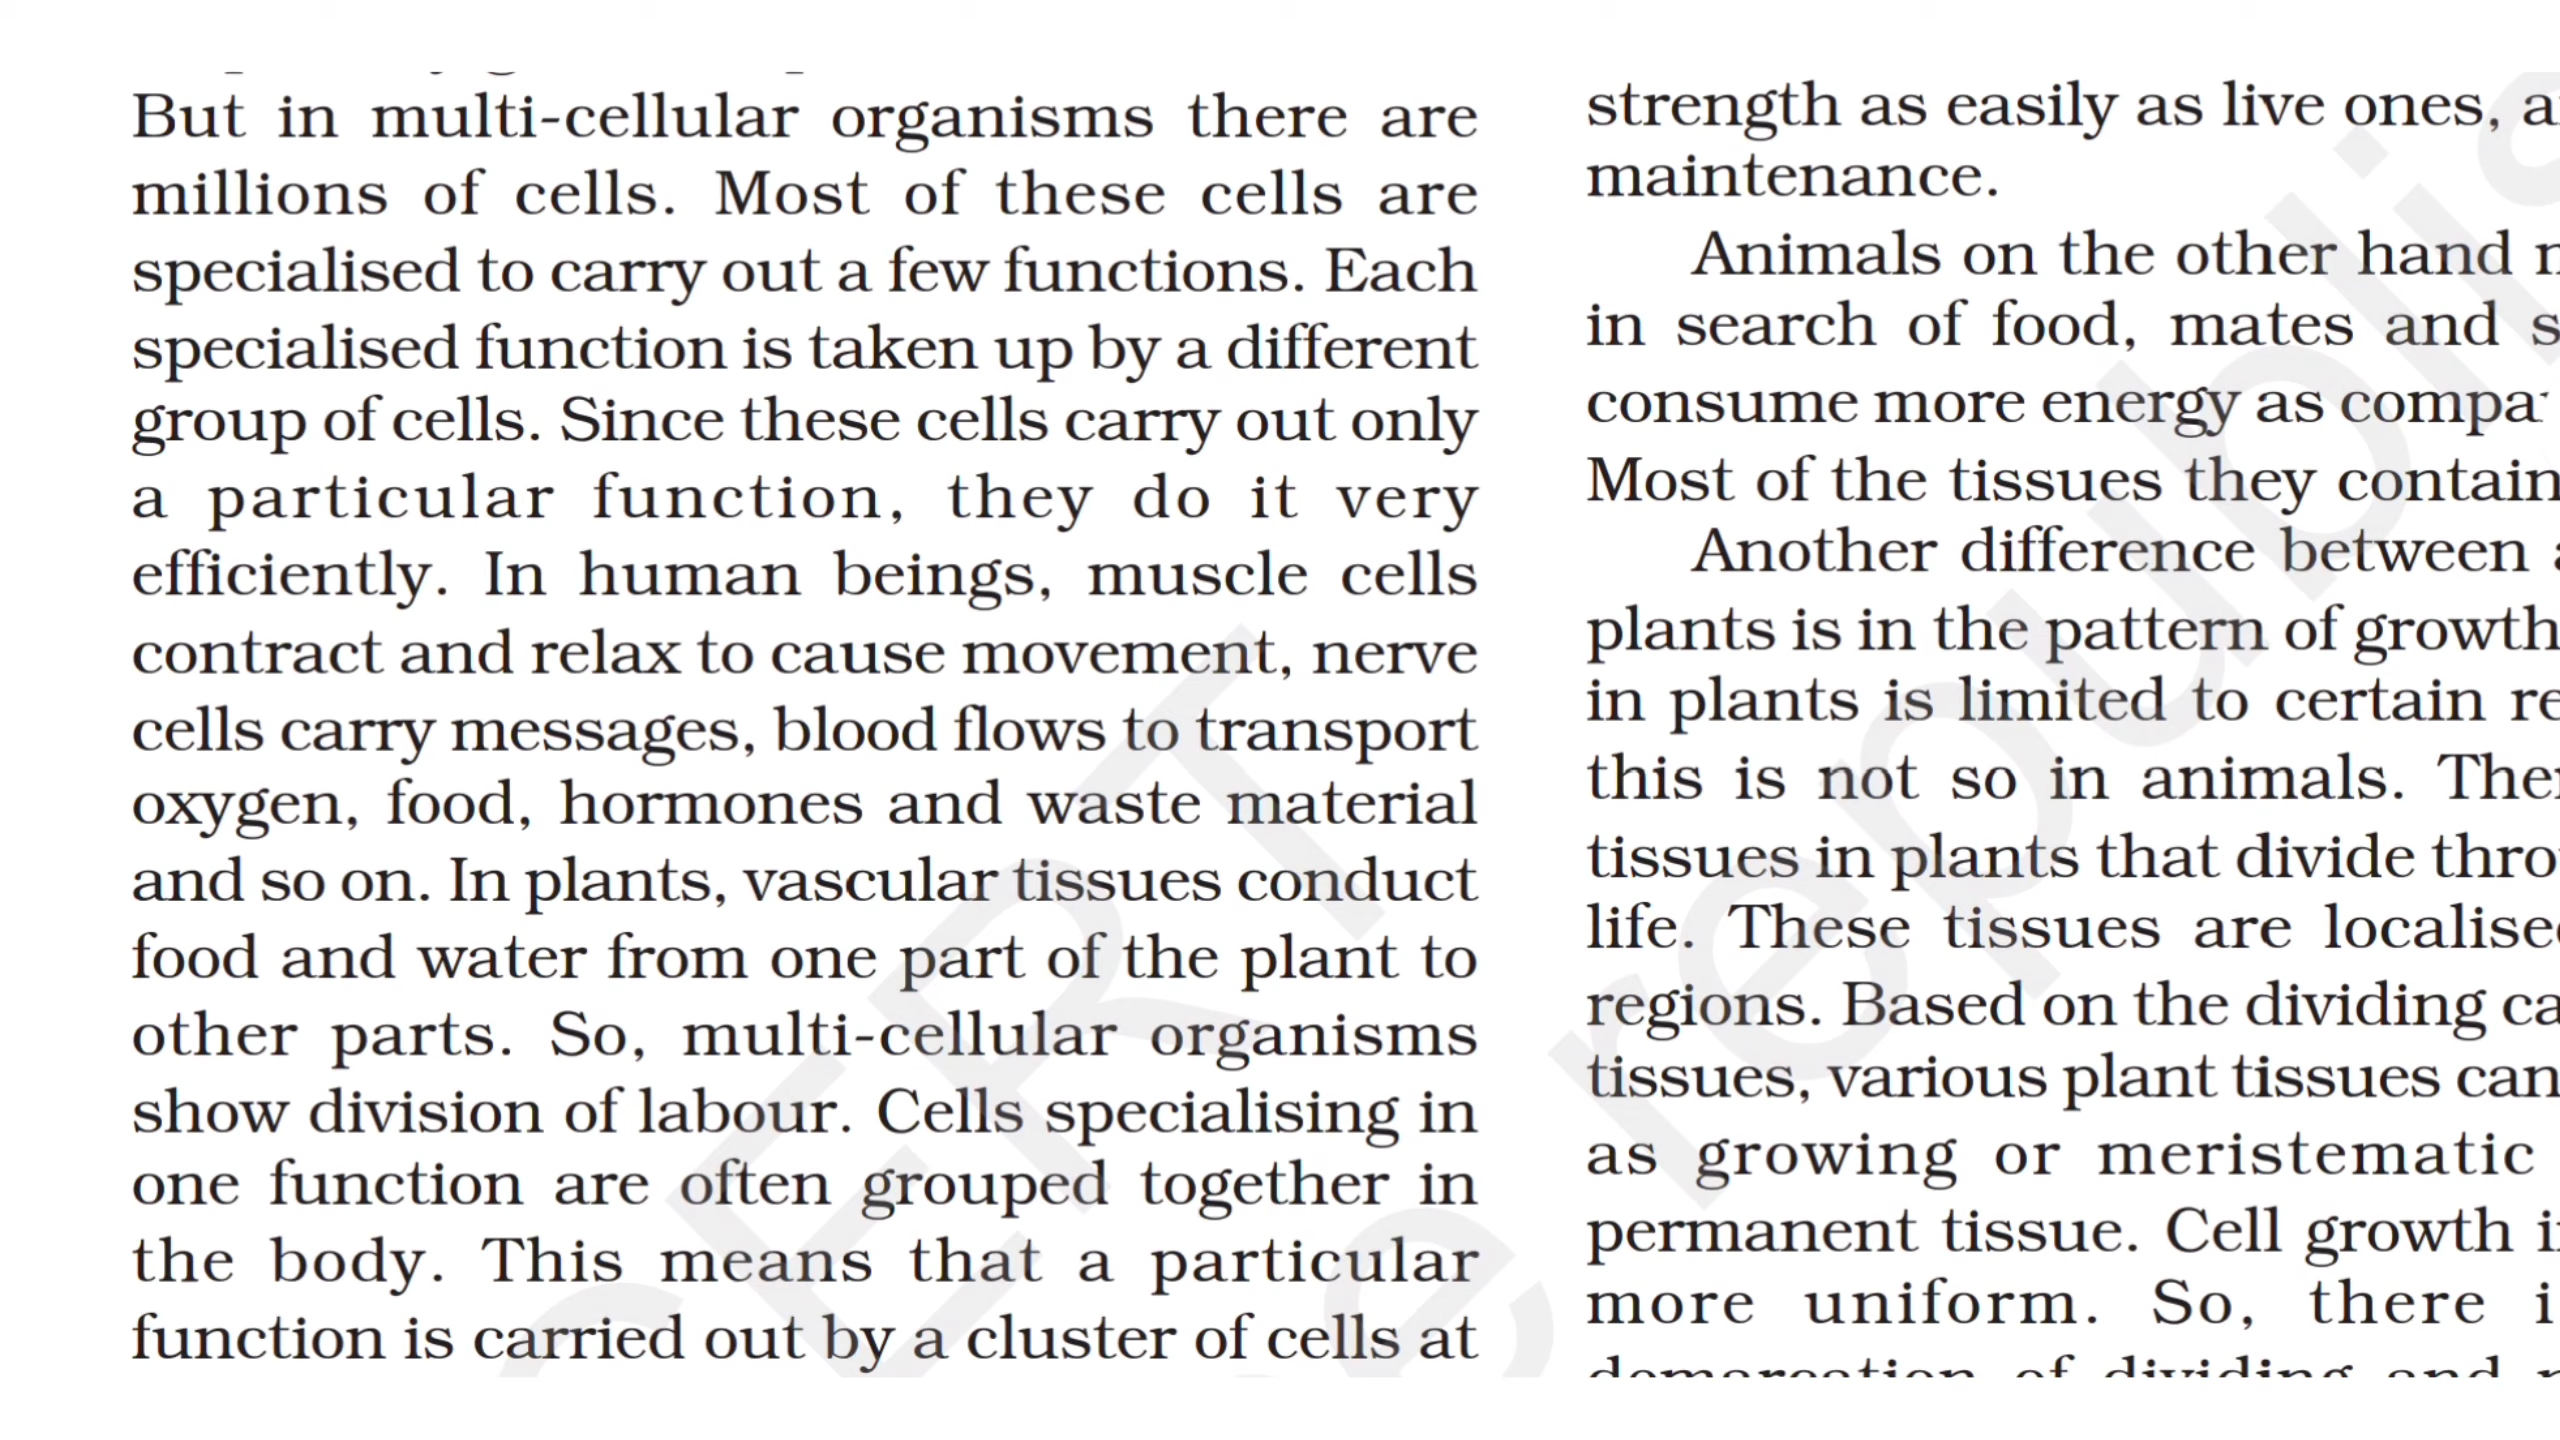 But in multi-cellular organisms there are
millions of cells. Most of these cells are
specialised to carry out a few functions. Each
specialised function is taken up by a different
group of cells. Since these cells carry out only
a particular function, they do it very
efficiently. In human beings, muscle cells
contract and relax to cause movement, nerve
cells carry messages, blood flows to transport
oxygen, food, hormones and waste material
and so on. In plants, vascular tissues conduct
food and water from one part of the plant to
other parts. So, multi-cellular organisms
show division of labour. Cells specialising in
one function are often grouped together in
the body. This means that a particular
function is carried out by a cluster of cells at
strength as easily as live ones,
maintenance.
Animals on the other hand
in search of food, mates and
consume more energy as
Most of the tissues they contain
Another difference between
plants is in the pattern of growth
in plants is limited to certain
this is not so in animals.
tissues in plants that divide
life. These tissues are
regions. Based on the dividing
tissues, various plant tissues can
as growing or meristematic
permanent tissue. Cell growth
more uniform. So, there
demarcation of dividing and